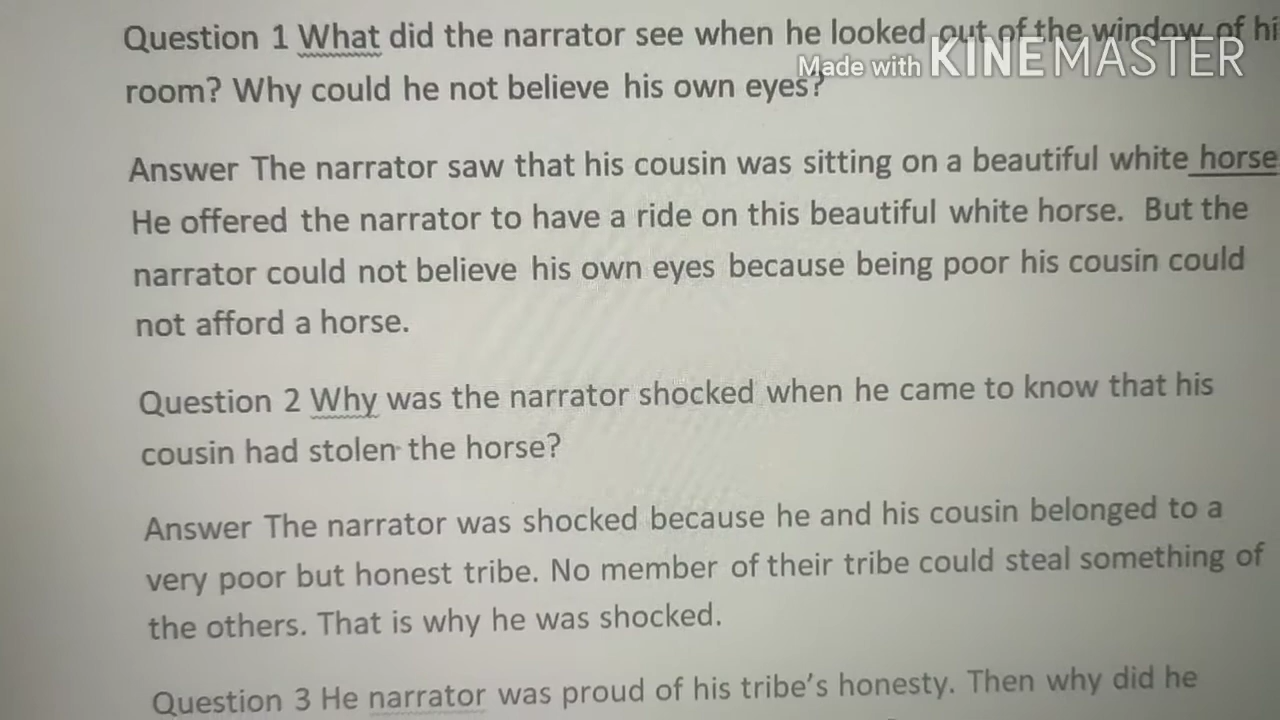 Question 1 What did the narrator see when he looked out of the window of hi
Made with KINEMASTER
room? Why could he not believe his own eyes?
Answer The narrator saw that his cousin was sitting on a beautiful white horse
He offered the narrator to have a ride on this beautiful white horse. But the
narrator could not believe his own eyes because being poor his cousin could
not afford a horse.
Question 2 Why was the narrator shocked when he came to know that his
cousin had stolen the horse?
Answer The narrator was shocked because he and his cousin belonged to a
very poor but honest tribe. No member of their tribe could steal something of
the others. That is why he was shocked.
Question 3 He narrator was proud of his tribe's honesty. Then why did he